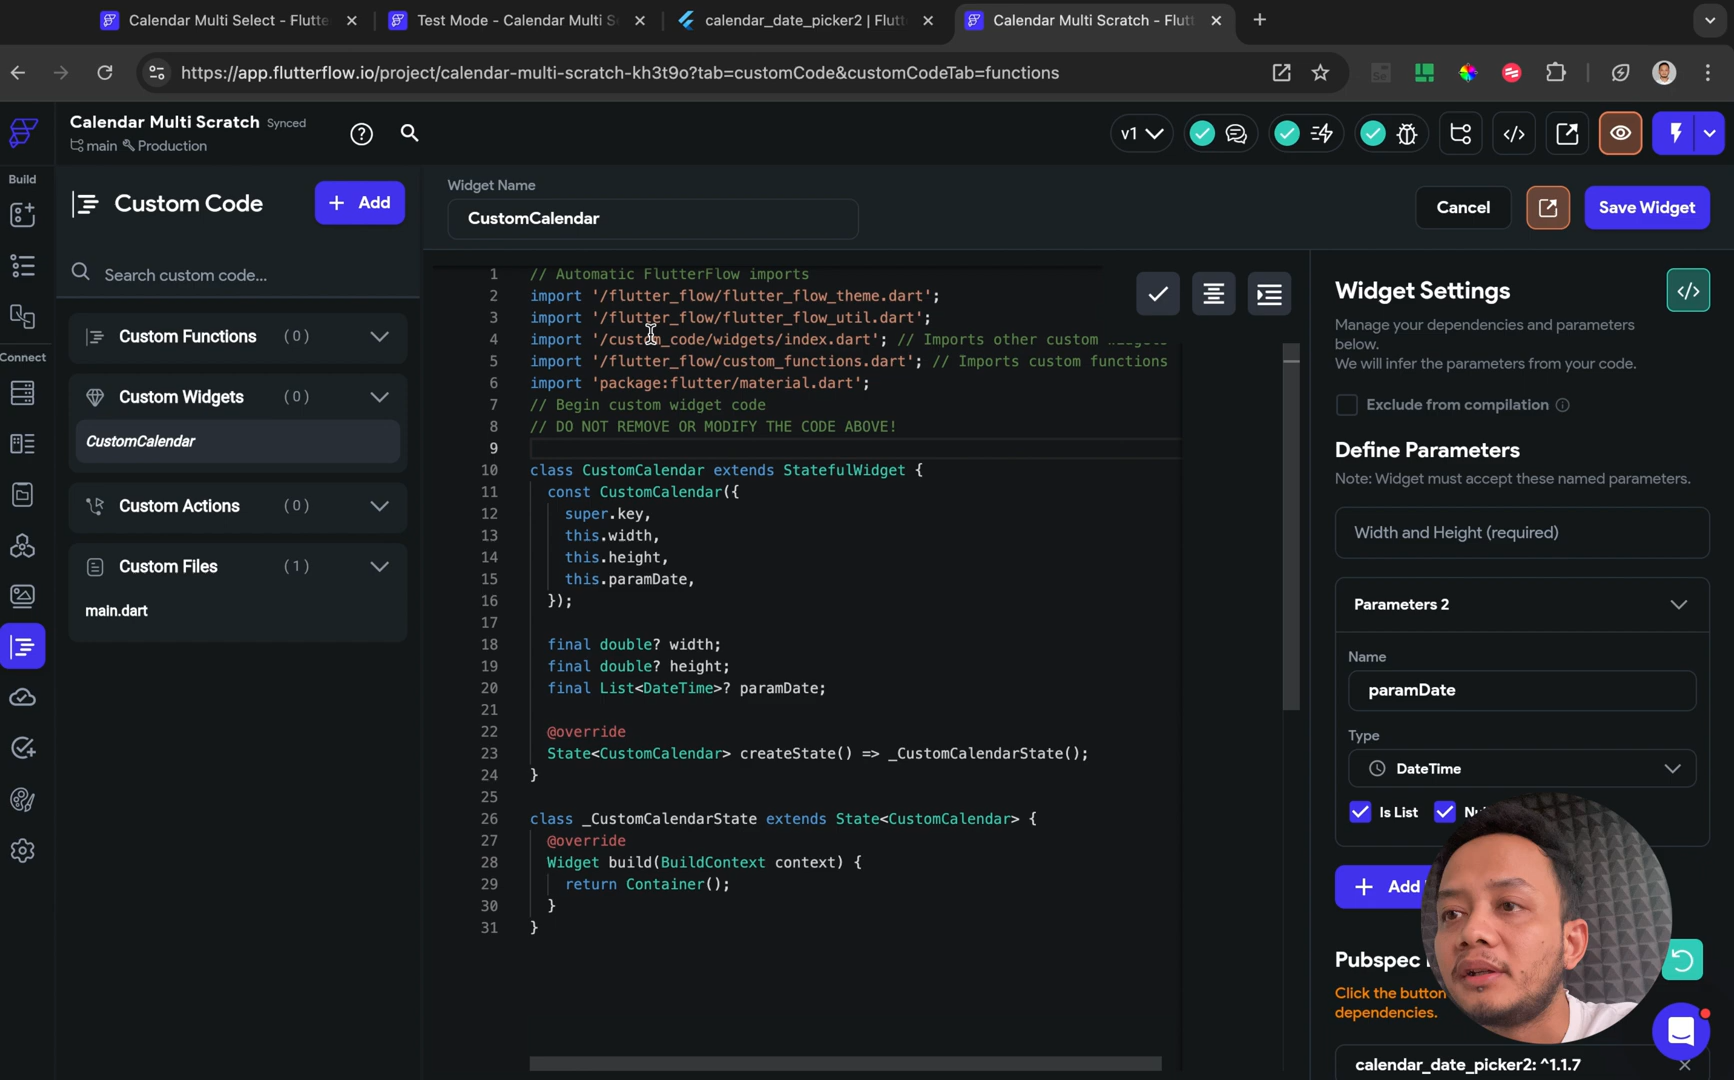 Calendar Multi Select - Flutte
Test Mode - Calendar Multi S
calendar_date_picker2 | Flutt
Calendar Multi Scratch - Flutt
https://app.flutterflow.io/project/calendar-multi-scratch-kh3t9o?tab=customCode&customCodeTab=functions
Calendar Multi Scratch Synced
main Production
v1
Build
Connect
Custom Code
Add
Search custom code...
Custom Functions (0)
Custom Widgets (0)
CustomCalendar
Custom Actions (0)
Custom Files (1)
main.dart
Widget Name
CustomCalendar
Cancel
Save Widget
1 // Automatic FlutterFlow imports
2 import '/flutter_flow/flutter_flow_theme.dart';
3 import '/flutter_flow/flutter_flow_util.dart';
4 import '/custom_code/widgets/index.dart'; // Imports other custom widgets
5 import '/flutter_flow/custom_functions.dart'; // Imports custom functions
6 import 'package:flutter/material.dart';
7 // Begin custom widget code
8 // DO NOT REMOVE OR MODIFY THE CODE ABOVE!
9
10 class CustomCalendar extends StatefulWidget {
11 const CustomCalendar({
12 super.key,
13 this.width,
14 this.height,
15 this.paramDate,
16 });
17
18 final double? width;
19 final double? height;
20 final List<DateTime>? paramDate;
21
22 @override
23 State<CustomCalendar> createState() => _CustomCalendarState();
24 }
25
26 class _CustomCalendarState extends State<CustomCalendar> {
27 @override
28 Widget build(BuildContext context) {
29 return Container();
30 }
31 }
Widget Settings
Manage your dependencies and parameters
below.
We will infer the parameters from your code.
Exclude from compilation
Define Parameters
Note: Widget must accept these named parameters.
Width and Height (required)
Parameters 2
Name
paramDate
Type
DateTime
Is List
Add
Pubspec
Click the button
dependencies.
calendar_date_picker2: ^1.1.7